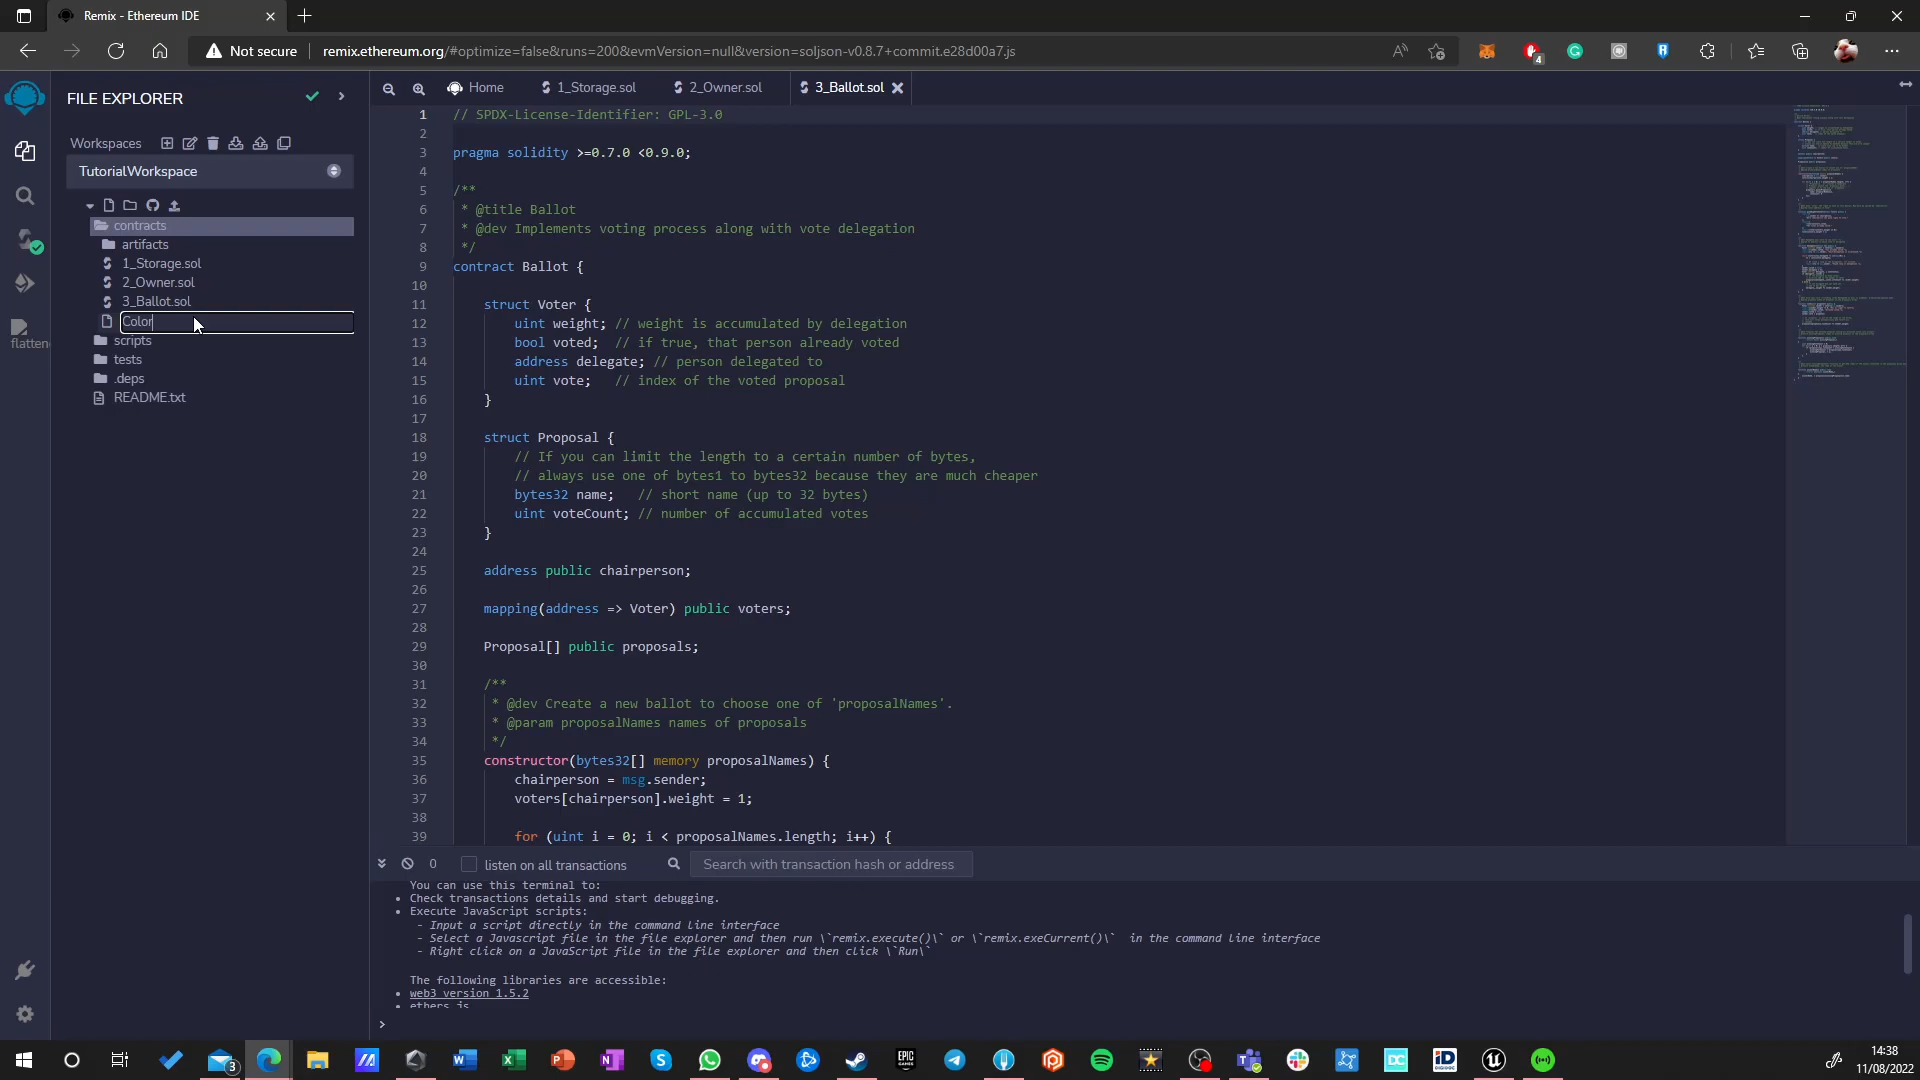 Remix - Ethereum IDE
Not secure
remix.ethereum.org/#optimize=false&runs=200&evmVersion=null&version=soljson-v0.8.7+commit.e28d00a7.js
4
FILE EXPLORER
Home
1_Storage.sol
2_Owner.sol
3_Ballot.sol
Workspaces
TutorialWorkspace
contracts
artifacts
1_Storage.sol
2_Owner.sol
3_Ballot.sol
Color
scripts
tests
.deps
README.txt
flatten
1 // SPDX-License-Identifier: GPL-3.0
2
3 pragma solidity >=0.7.0 <0.9.0;
4
5 /**
6 * @title Ballot
7 * @dev Implements voting process along with vote delegation
8 */
9 contract Ballot {
10
11 struct Voter {
12 uint weight; // weight is accumulated by delegation
13 bool voted; // if true, that person already voted
14 address delegate; // person delegated to
15 uint vote; // index of the voted proposal
16 }
17
18 struct Proposal {
19 // If you can limit the length to a certain number of bytes,
20 // always use one of bytes1 to bytes32 because they are much cheaper
21 bytes32 name; // short name (up to 32 bytes)
22 uint voteCount; // number of accumulated votes
23 }
24
25 address public chairperson;
26
27 mapping(address => Voter) public voters;
28
29 Proposal[] public proposals;
30
31 /**
32 * @dev Create a new ballot to choose one of 'proposalNames'.
33 * @param proposalNames names of proposals
34 */
35 constructor(bytes32[] memory proposalNames) {
36 chairperson = msg.sender;
37 voters[chairperson].weight = 1;
38
39 for (uint i = 0; i < proposalNames.length; i++) {
0
listen on all transactions
Search with transaction hash or address
You can use this terminal to:
• Check transactions details and start debugging.
• Execute JavaScript scripts:
- Input a script directly in the command line interface
- Select a Javascript file in the file explorer and then run \`remix.execute()\` or \`remix.exeCurrent()\` in the command line interface
- Right click on a JavaScript file in the file explorer and then click \`Run\`
The following libraries are accessible:
• web3 version 1.5.2
• ethers js
>
3
EPIC GAMES
DC
14:38
11/08/2022